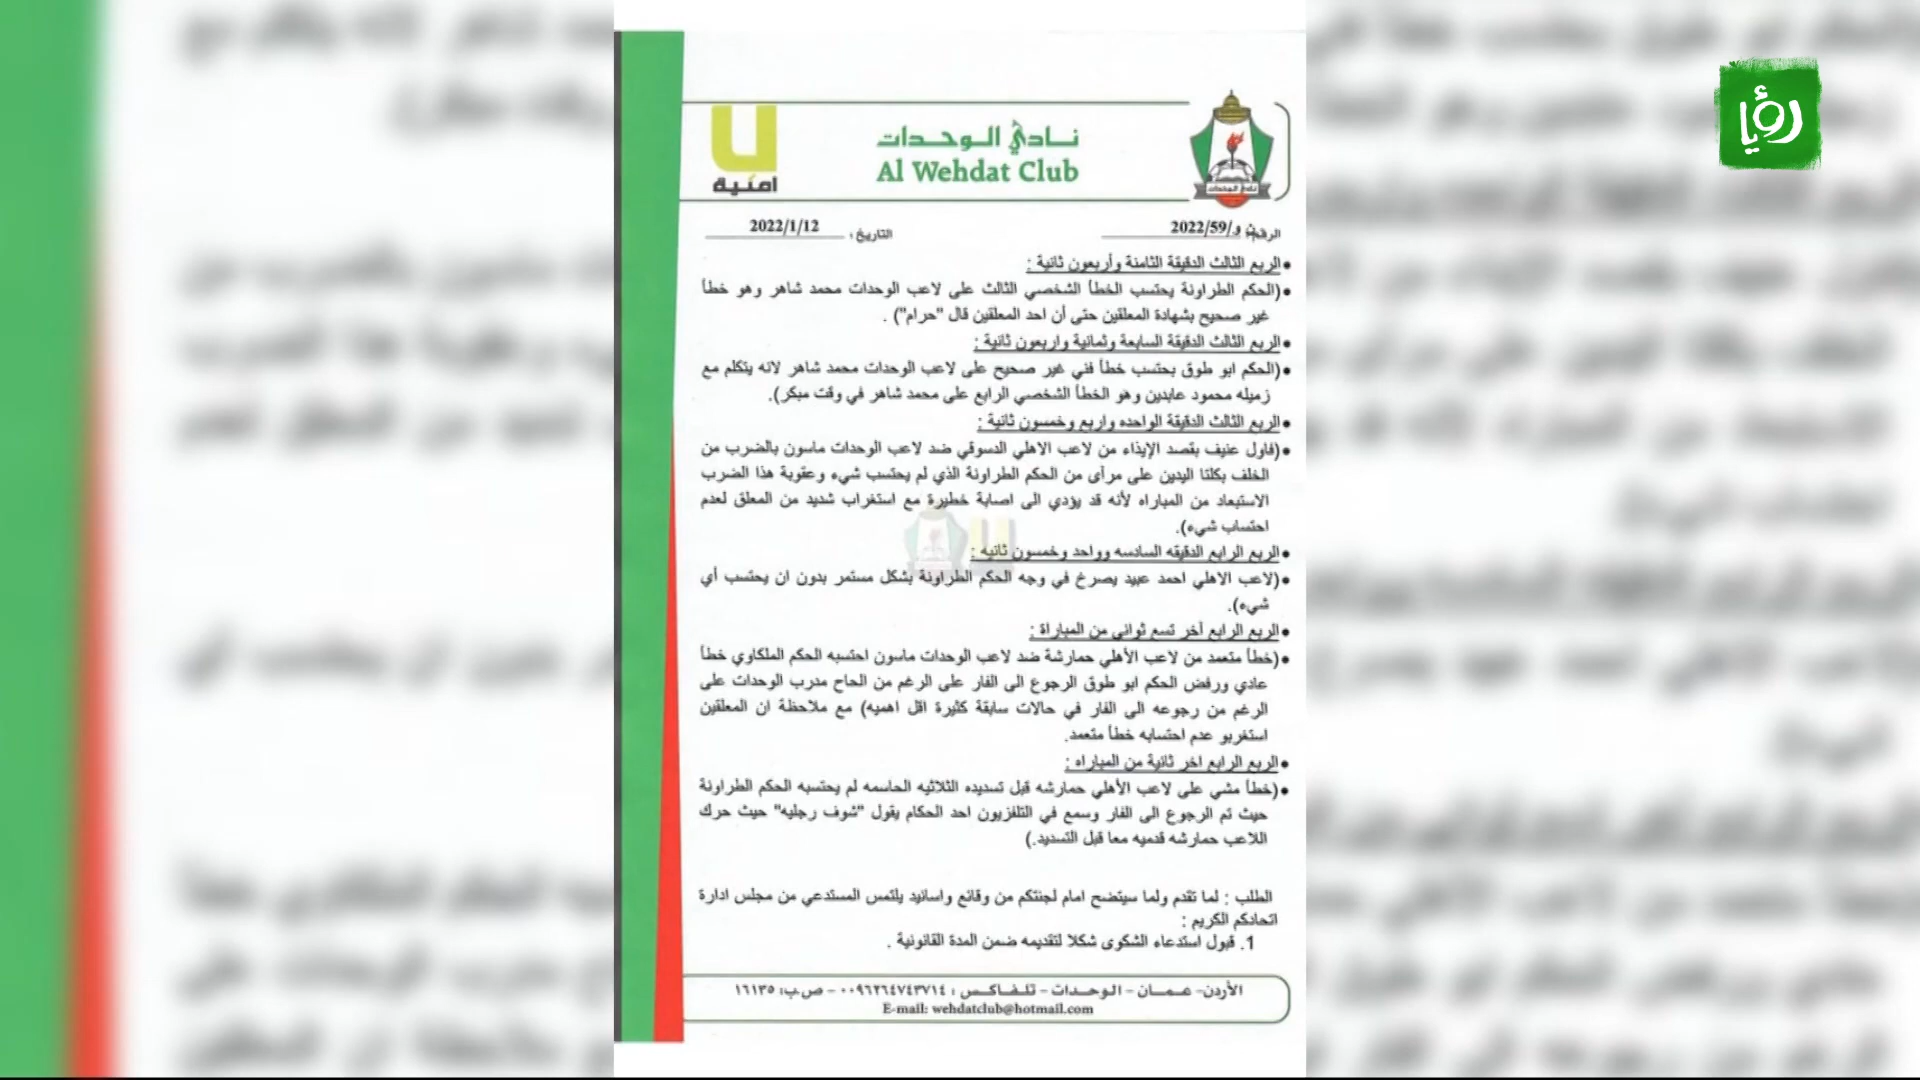 رؤيا
امنية
نادي الوحدات
Al Wehdat Club
نادي الوحدات
الرقم: و/2022/59
التاريخ: 2022/1/12
• الربع الثالث الدقيقة الثامنة وأربعون ثانية :
• (الحكم الطراونة يحتسب الخطأ الشخصي الثالث على لاعب الوحدات محمد شاهر وهو خطأ
غير صحيح بشهادة المعلقين حتى أن احد المعلقين قال "حرام") .
• الربع الثالث الدقيقة السابعة وثمانية واربعون ثانية :
• (الحكم ابو طوق يحتسب خطأ فني غير صحيح على لاعب الوحدات محمد شاهر لانه يتكلم مع
زميله محمود عابدين وهو الخطأ الشخصي الرابع على محمد شاهر في وقت مبكر).
• الربع الثالث الدقيقة الواحده واربع وخمسون ثانية :
• (فاول عنيف بقصد الإيذاء من لاعب الاهلي الدسوقي ضد لاعب الوحدات ماسون بالضرب من
الخلف بكلتا اليدين على مرآى من الحكم الطراونة الذي لم يحتسب شيء وعقوبة هذا الضرب
الاستبعاد من المباراه لأنه قد يؤدي الى اصابة خطيرة مع استغراب شديد من المعلق لعدم
احتساب شيء).
• الربع الرابع الدقيقه السادسه وواحد وخمسون ثانيه :
• (لاعب الاهلي احمد عبيد يصرخ في وجه الحكم الطراونة بشكل مستمر بدون ان يحتسب أي
شيء).
• الربع الرابع آخر تسع ثواني من المباراة :
• (خطأ متعمد من لاعب الأهلي حمارشة ضد لاعب الوحدات ماسون احتسبه الحكم الملكاوي خطأ
عادي ورفض الحكم ابو طوق الرجوع الى الفار على الرغم من الحاح مدرب الوحدات على
الرغم من رجوعه الى الفار في حالات سابقة كثيرة اقل اهميه) مع ملاحظة ان المعلقين
استغربو عدم احتسابه خطأ متعمد.
• الربع الرابع اخر ثانية من المباراه :
• (خطأ مشي على لاعب الأهلي حمارشه قبل تسديده الثلاثيه الحاسمه لم يحتسبه الحكم الطراونة
حيث تم الرجوع الى الفار وسمع في التلفزيون احد الحكام يقول "شوف رجليه" حيث حرك
اللاعب حمارشه قدميه معا قبل التسديد.)
الطلب : لما تقدم ولما سيتضح امام لجنتكم من وقائع واسانيد يلتمس المستدعي من مجلس ادارة
اتحادكم الكريم :
1. قبول استدعاء الشكوى شكلا لتقديمه ضمن المدة القانونية .
الأردن- عـمـان - الـوحـدات - تلـفـاكـس : ٠٠٩٦٢٦٤٧٤٣٧١٤ - ص.ب: ١٦١٣٥
E-mail: wehdatclub@hotmail.com